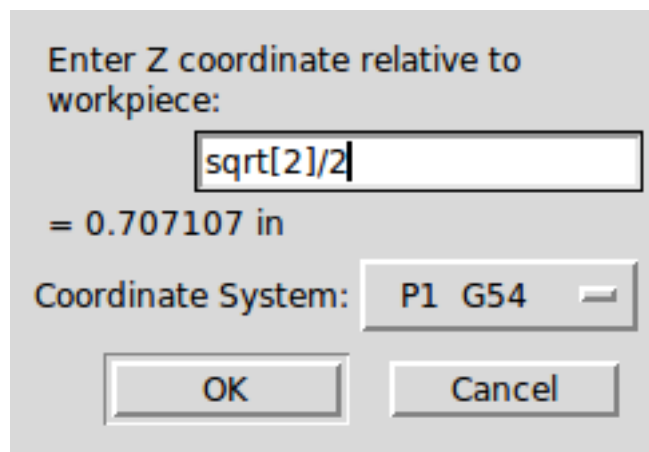 Enter Z coordinate relative to
workpiece:
sqrt[2]/2
= 0.707107 in
Coordinate System: P1 G54
OK Cancel